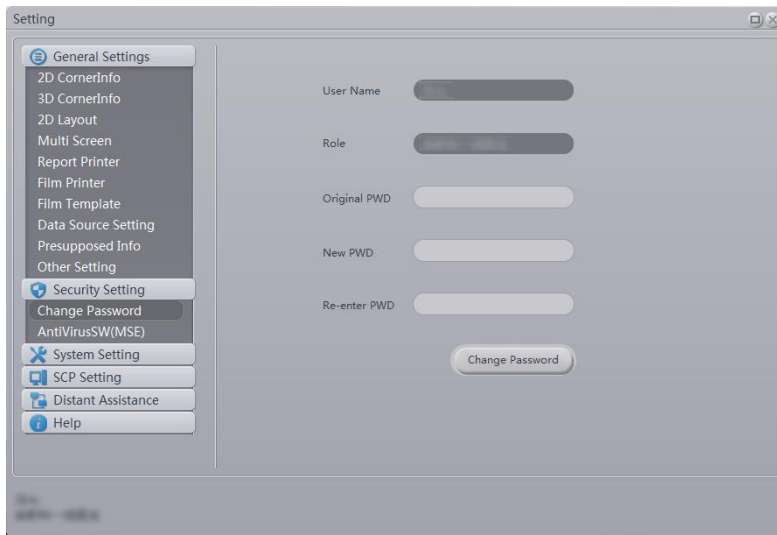 Setting
General Settings
2D CornerInfo
3D CornerInfo
2D Layout
Multi Screen
Report Printer
Film Printer
Film Template
Data Source Setting
Presupposed Info
Other Setting
Security Setting
Change Password
AntiVirusSW(MSE)
System Setting
SCP Setting
Distant Assistance
Help
User Name
Role
Original PWD
New PWD
Re-enter PWD
Change Password